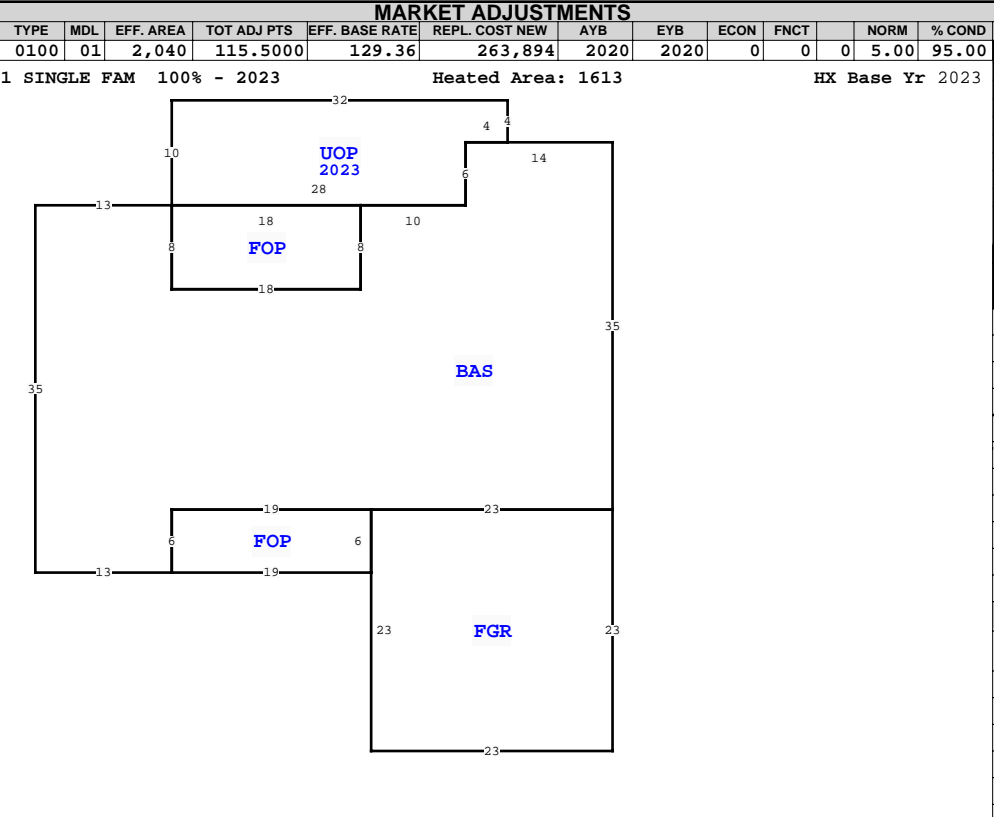 MARKET ADJUSTMENTS
TYPE MDL EFF. AREA TOT ADJ PTS EFF. BASE RATE REPL. COST NEW AYB EYB ECON FNCT NORM % COND
0100 01 2,040 115.5000 129.36 263,894 2020 2020 0 0 0 5.00 95.00
1 SINGLE FAM 100% - 2023 Heated Area: 1613 HX Base Yr 2023
32
4 4
10 UOP 14
2023 6
28
13
18 10
8 FOP 8
18
35
BAS
35
19 23
6 FOP 6
13 19
23 FGR 23
23